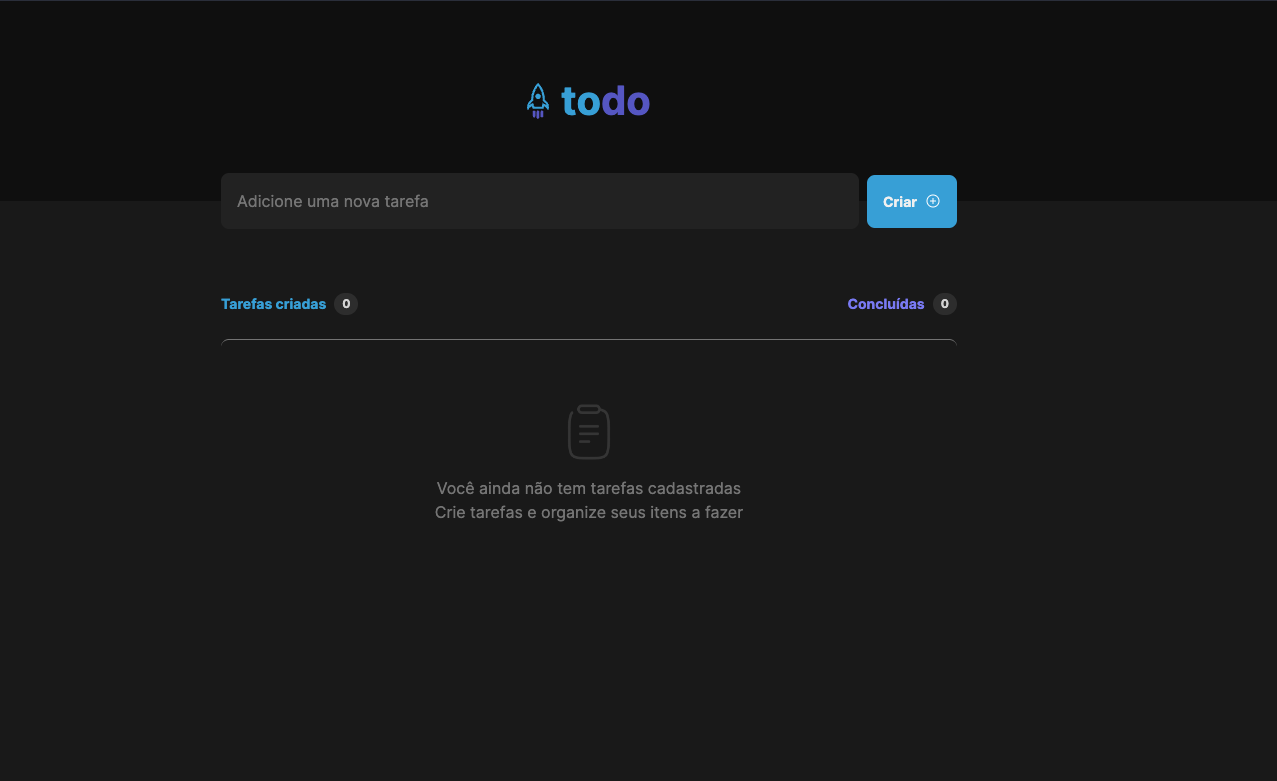 todo
Adicione uma nova tarefa
Criar
Tarefas criadas 0
Concluídas 0
Você ainda não tem tarefas cadastradas
Crie tarefas e organize seus itens a fazer